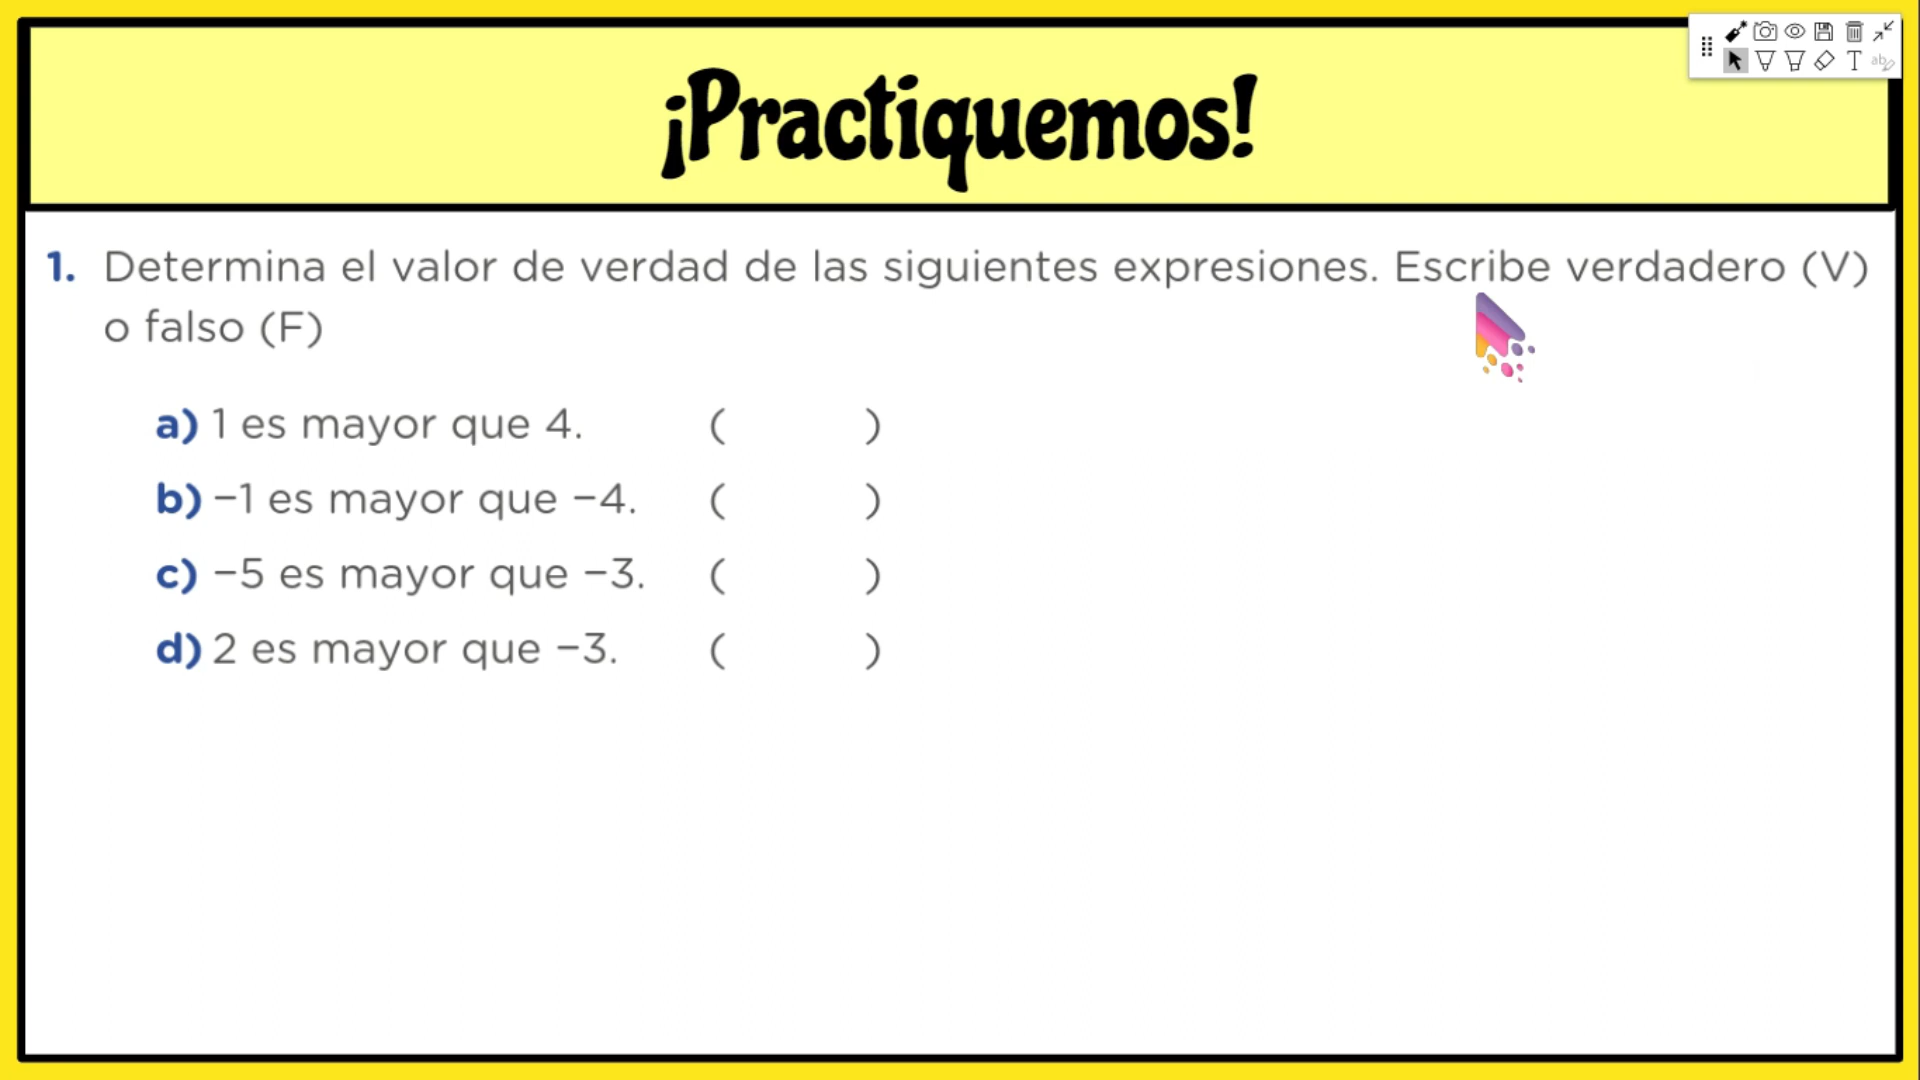 ¡Practiquemos!
1. Determina el valor de verdad de las siguientes expresiones. Escribe verdadero (V)
o falso (F)
a) 1 es mayor que 4. ( )
b) −1 es mayor que −4. ( )
c) −5 es mayor que −3. ( )
d) 2 es mayor que −3. ( )